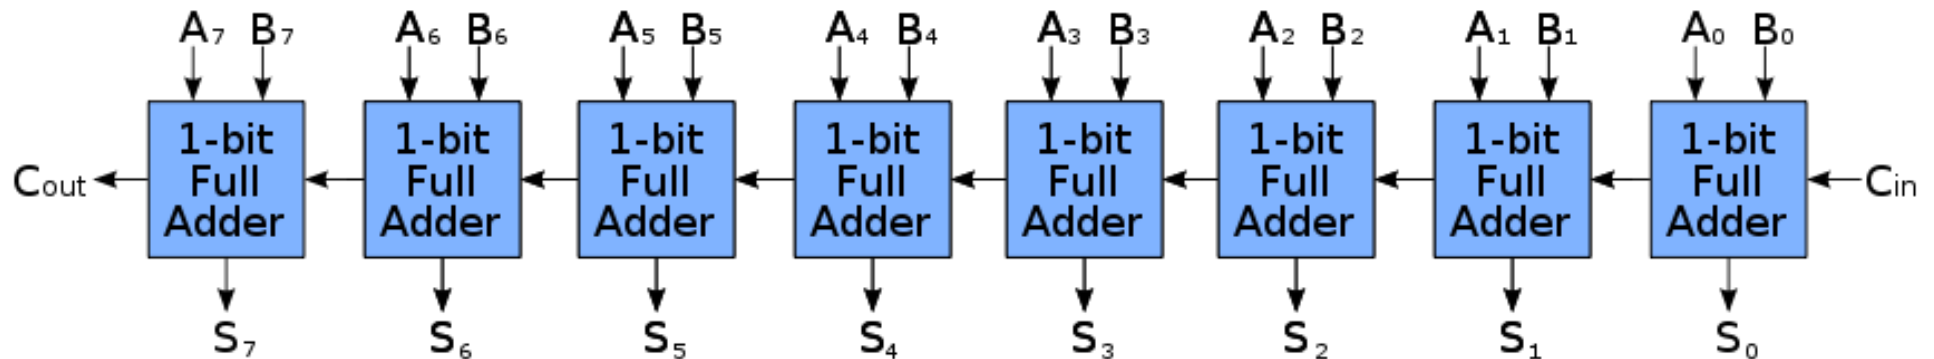 A7 B7 A6 B6 A5 B5 A4 B4 A3 B3 A2 B2 A1 B1 A0 B0
1-bit 1-bit 1-bit 1-bit 1-bit 1-bit 1-bit 1-bit
Cout Full Full Full Full Full Full Full Full Cin
Adder Adder Adder Adder Adder Adder Adder Adder
S7 S6 S5 S4 S3 S2 S1 S0